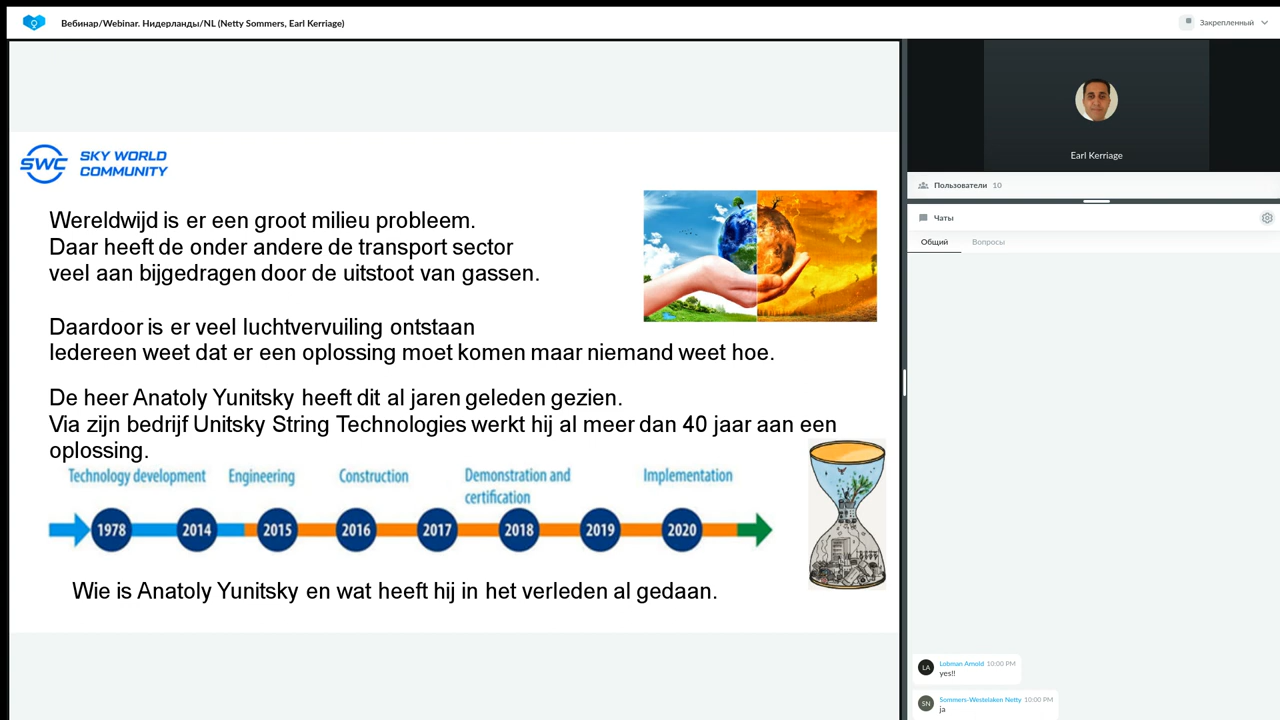 Вебинар/Webinar. Нидерланды/NL (Netty Sommers, Earl Kerriage)
Закрепленный
SWC SKY WORLD
COMMUNITY
Wereldwijd is er een groot milieu probleem.
Daar heeft de onder andere de transport sector
veel aan bijgedragen door de uitstoot van gassen.
Daardoor is er veel luchtvervuiling ontstaan
Iedereen weet dat er een oplossing moet komen maar niemand weet hoe.
De heer Anatoly Yunitsky heeft dit al jaren geleden gezien.
Via zijn bedrijf Unitsky String Technologies werkt hij al meer dan 40 jaar aan een
oplossing.
Technology development Engineering Construction Demonstration and
certification Implementation
1978 2014 2015 2016 2017 2018 2019 2020
Wie is Anatoly Yunitsky en wat heeft hij in het verleden al gedaan.
Earl Kerriage
Пользователи 10
Чаты
Общий Вопросы
LA Lobman Arnold 10:00 PM
yes!!
SN Sommers-Westelaken Netty 10:00 PM
ja